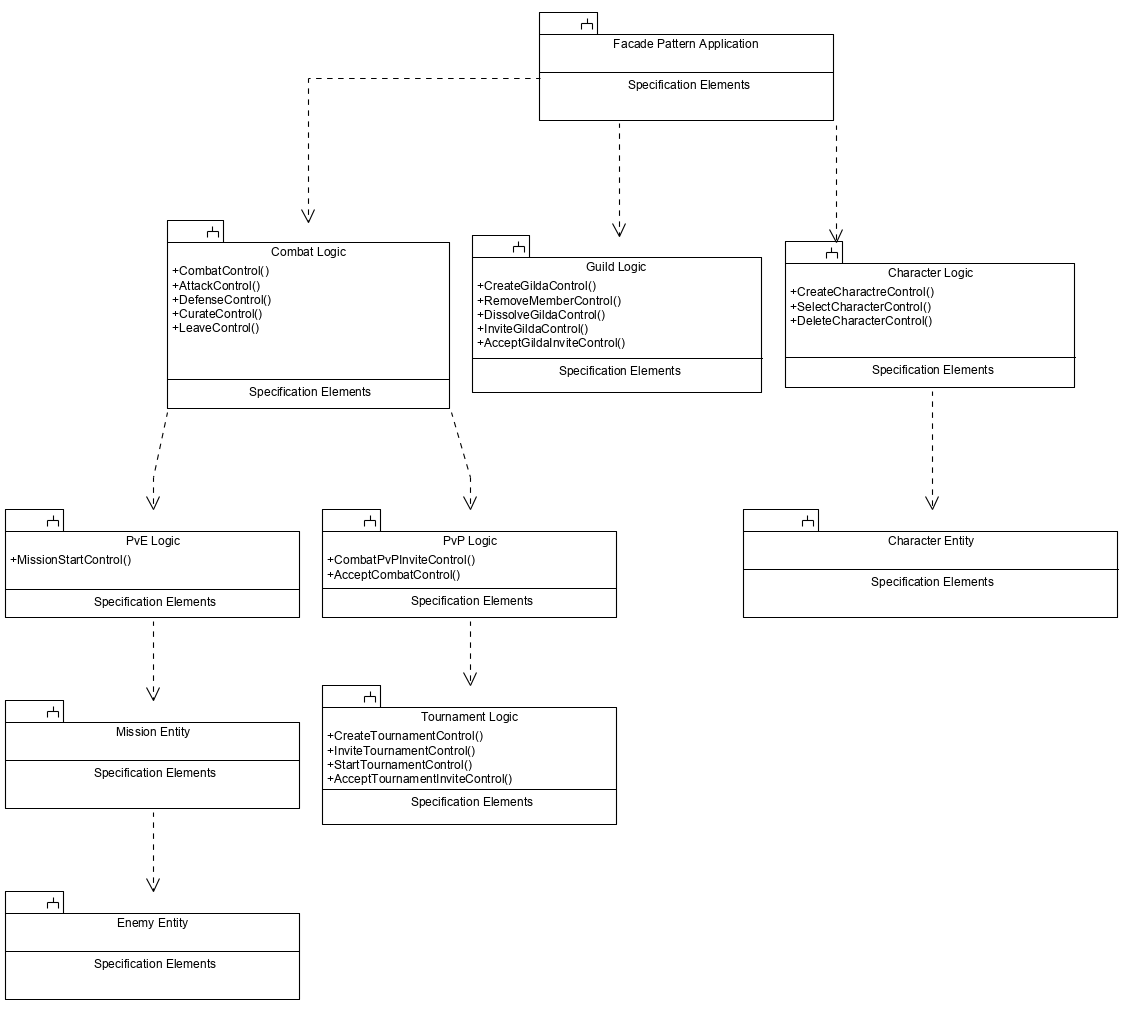 Facade Pattern Application
Specification Elements
Combat Logic
+CombatControl()
+AttackControl()
+DefenseControl()
+CurateControl()
+LeaveControl()
Specification Elements
Guild Logic
+CreateGildaControl()
+RemoveMemberControl()
+DissolveGildaControl()
+InviteGildaControl()
+AcceptGildaInviteControl()
Specification Elements
Character Logic
+CreateCharactreControl()
+SelectCharacterControl()
+DeleteCharacterControl()
Specification Elements
PvE Logic
+MissionStartControl()
Specification Elements
PvP Logic
+CombatPvPInviteControl()
+AcceptCombatControl()
Specification Elements
Character Entity
Specification Elements
Mission Entity
Specification Elements
Tournament Logic
+CreateTournamentControl()
+InviteTournamentControl()
+StartTournamentControl()
+AcceptTournamentInviteControl()
Specification Elements
Enemy Entity
Specification Elements